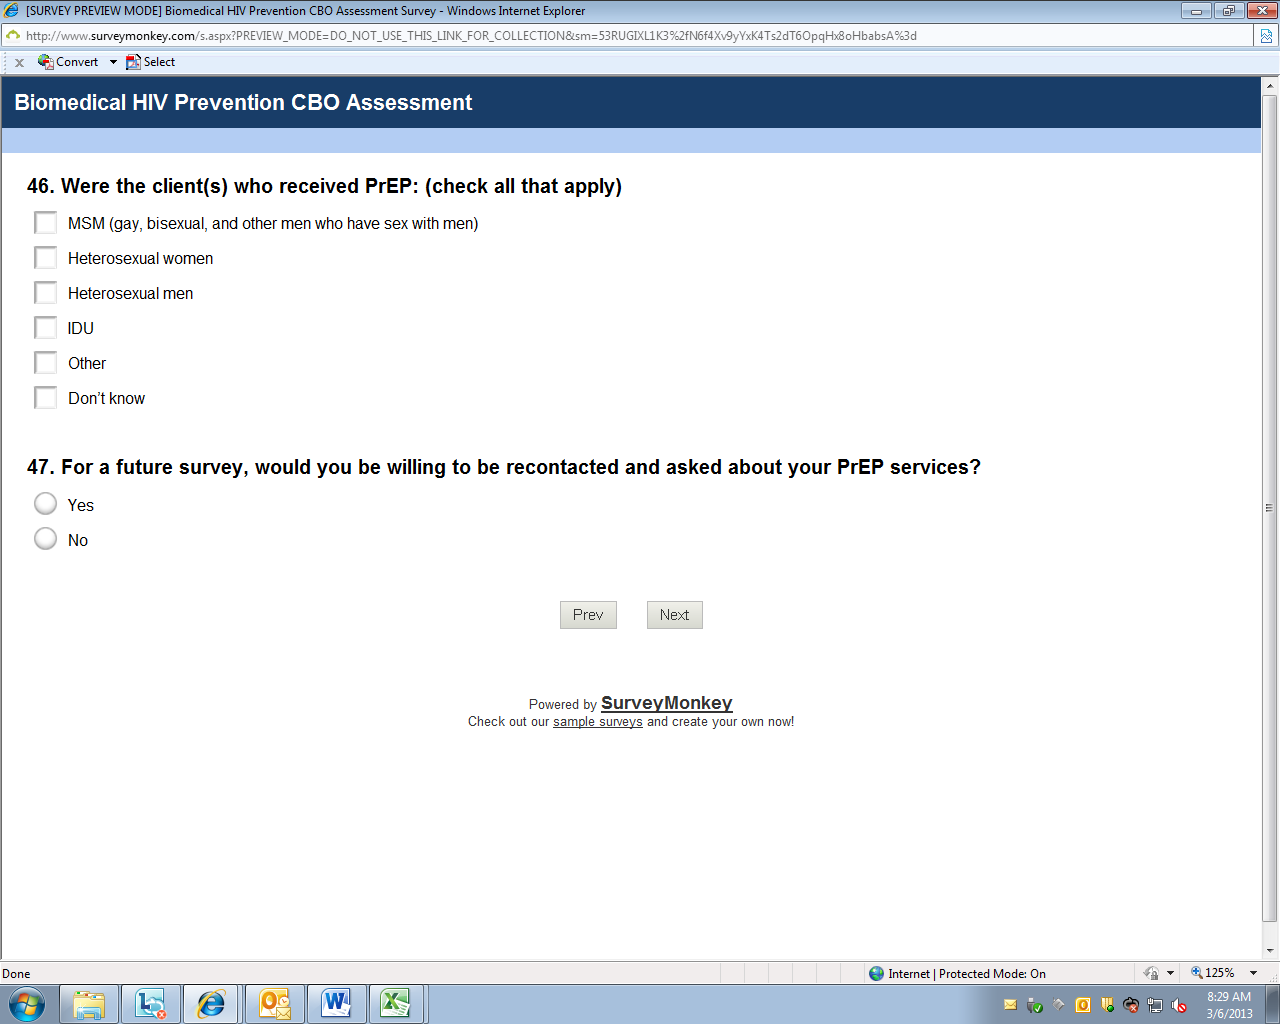 [SURVEY PREVIEW MODE] Biomedical HIV Prevention CBO Assessment Survey - Windows Internet Explorer
http://www.surveymonkey.com/s.aspx?PREVIEW_MODE=DO_NOT_USE_THIS_LINK_FOR_COLLECTION&sm=53RUGIXL1K3%2fN6f4Xv9yYxK4Ts2dT6OpqHx8oHbabsA%3d
x Convert Select
Biomedical HIV Prevention CBO Assessment
46. Were the client(s) who received PrEP: (check all that apply)
MSM (gay, bisexual, and other men who have sex with men)
Heterosexual women
Heterosexual men
IDU
Other
Don't know
47. For a future survey, would you be willing to be recontacted and asked about your PrEP services?
Yes
No
Prev Next
Powered by SurveyMonkey
Check out our sample surveys and create your own now!
Done Internet | Protected Mode: On 125%
8:29 AM
3/6/2013